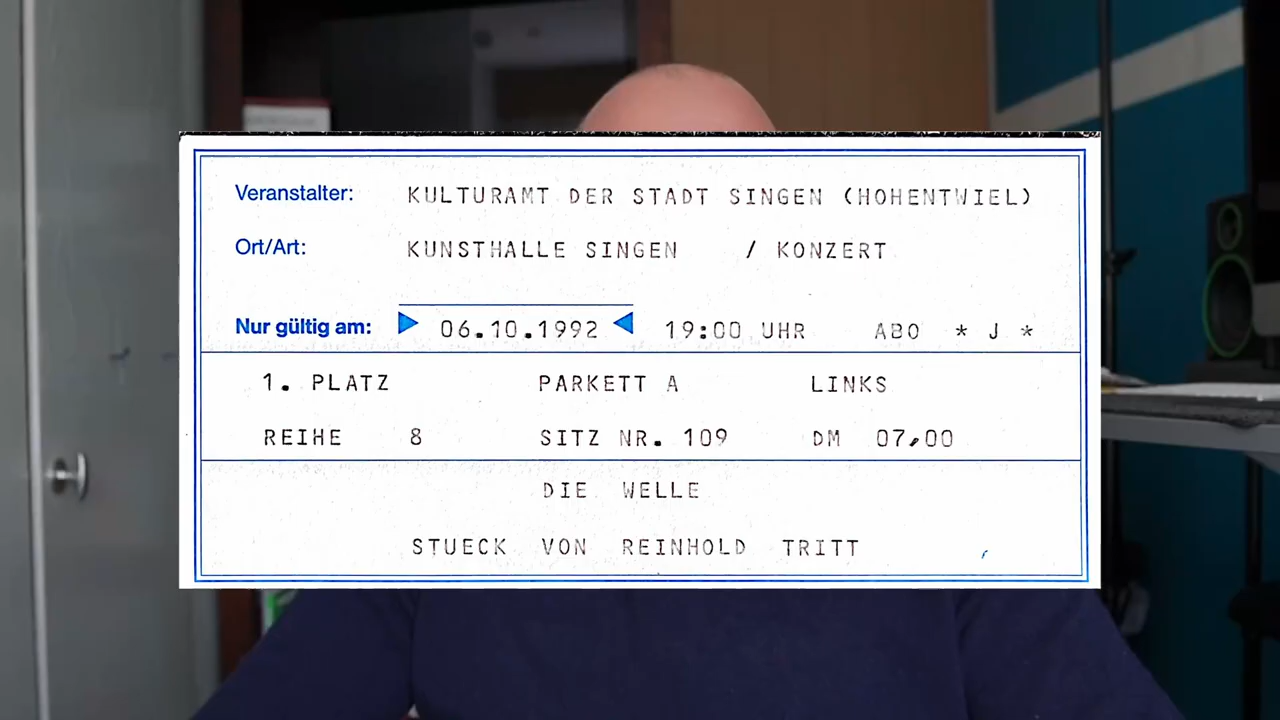 Veranstalter: KULTURAMT DER STADT SINGEN (HOHENTWIEL)
Ort/Art: KUNSTHALLE SINGEN / KONZERT
Nur gültig am: 06.10.1992 19:00 UHR ABO * J *
1. PLATZ PARKETT A LINKS
REIHE 8 SITZ NR. 109 DM 07,00
DIE WELLE
STUECK VON REINHOLD TRITT